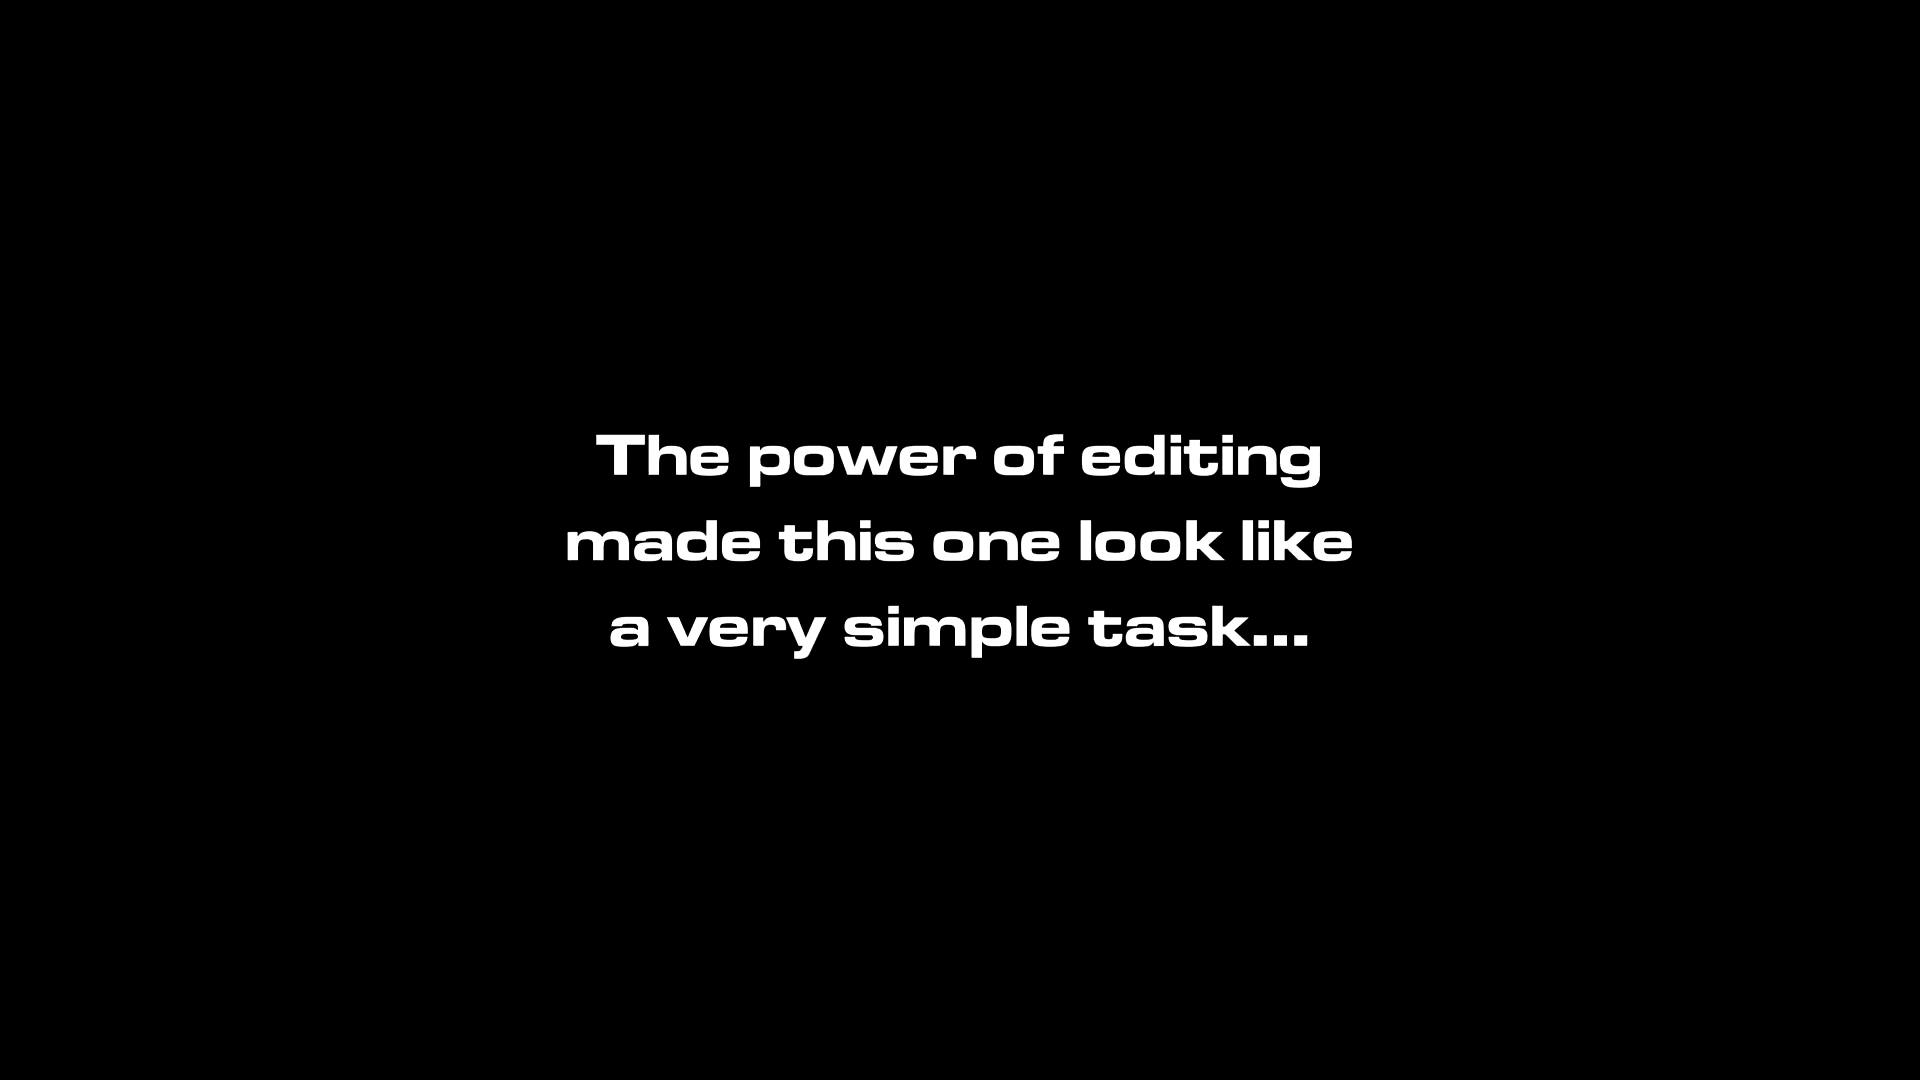 The power of editing
made this one look like
a very simple task...